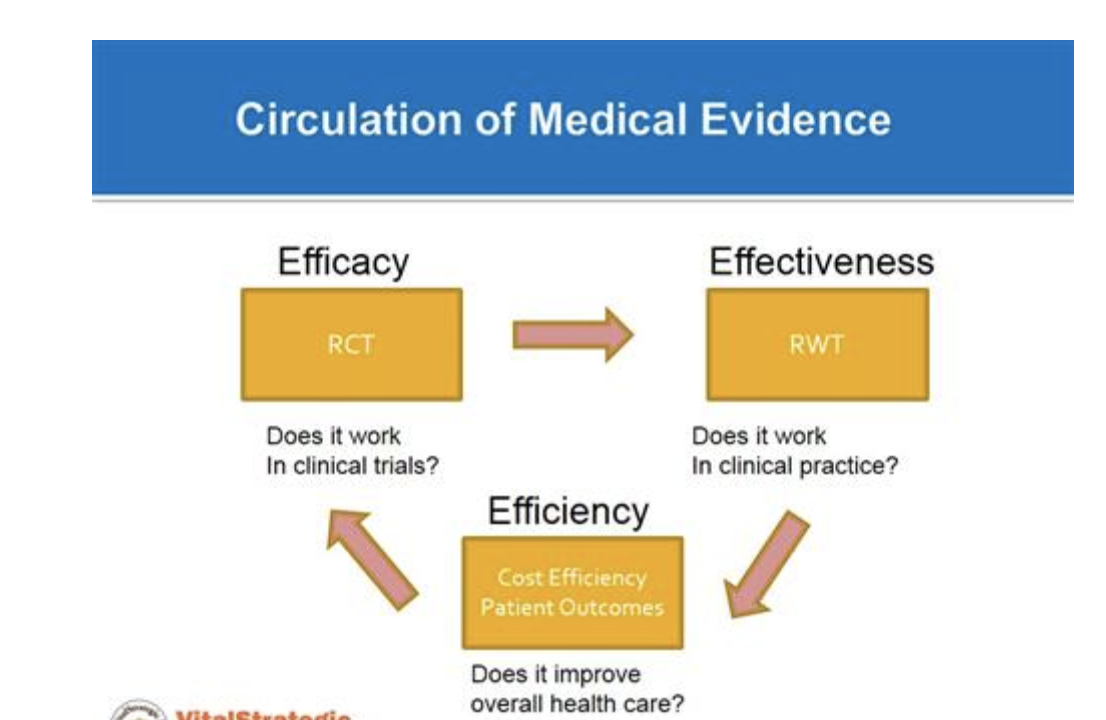 Circulation of Medical Evidence
Efficacy
RCT
Does it work
In clinical trials?
Effectiveness
RWT
Does it work
In clinical practice?
Efficiency
Cost Efficiency
Patient Outcomes
Does it improve
overall health care?
VitalStrategic